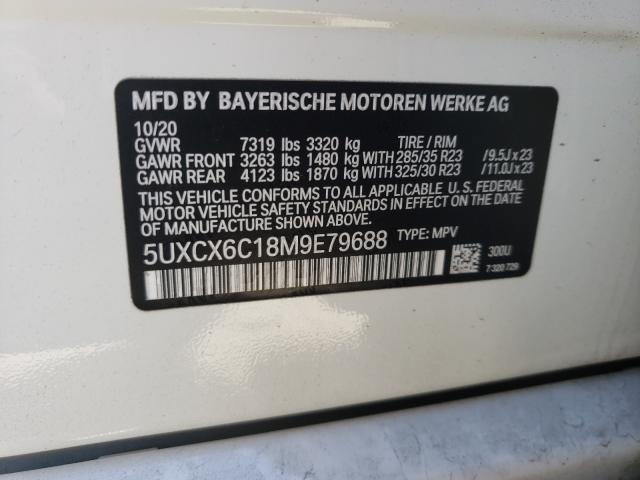 MFD BY BAYERISCHE MOTOREN WERKE AG
10/20
GVWR 7319 lbs 3320 kg TIRE / RIM
GAWR FRONT 3263 lbs 1480 kg WITH 285/35 R23 /9.5J x 23
GAWR REAR 4123 lbs 1870 kg WITH 325/30 R23 /11.0J x 23
THIS VEHICLE CONFORMS TO ALL APPLICABLE U. S. FEDERAL
MOTOR VEHICLE SAFETY STANDARDS IN EFFECT ON THE DATE
OF MANUFACTURE SHOWN ABOVE.
5UXCX6C18M9E79688 TYPE: MPV
300U
7 320 729